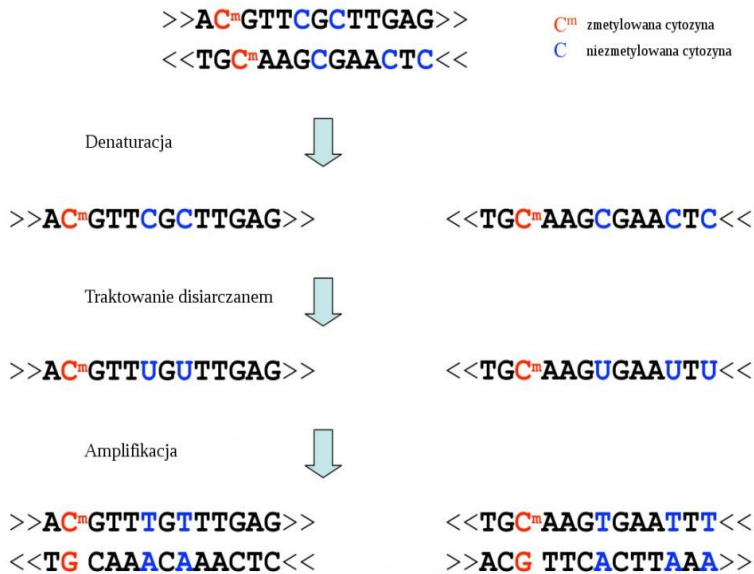 >>ACᵐGTTCGCTTGAG>>
<<TGCᵐAAGCGAACTC<<
Cᵐ zmetylowana cytozyna
C niezmetylowana cytozyna
Denaturacja
>>ACᵐGTTCGCTTGAG>> <<TGCᵐAAGCGAACTC<<
Traktowanie disiarczanem
>>ACᵐGTTUGUTTGAG>> <<TGCᵐAAGUGAAUTU<<
Amplifikacja
>>ACᵐGTTTGTTTGAG>> <<TGCᵐAAGTGAATTT<<
<<TG CAAACAAACTC<< >>ACG TTCACTTAAA>>